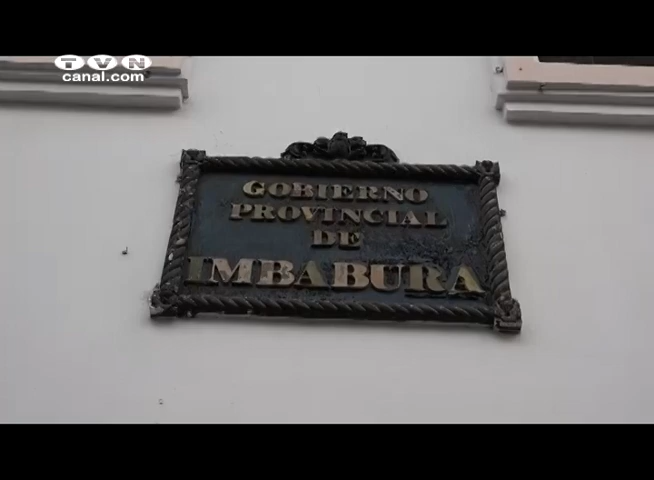 TVN
canal.com
GOBIERNO
PROVINCIAL
DE
IMBABURA